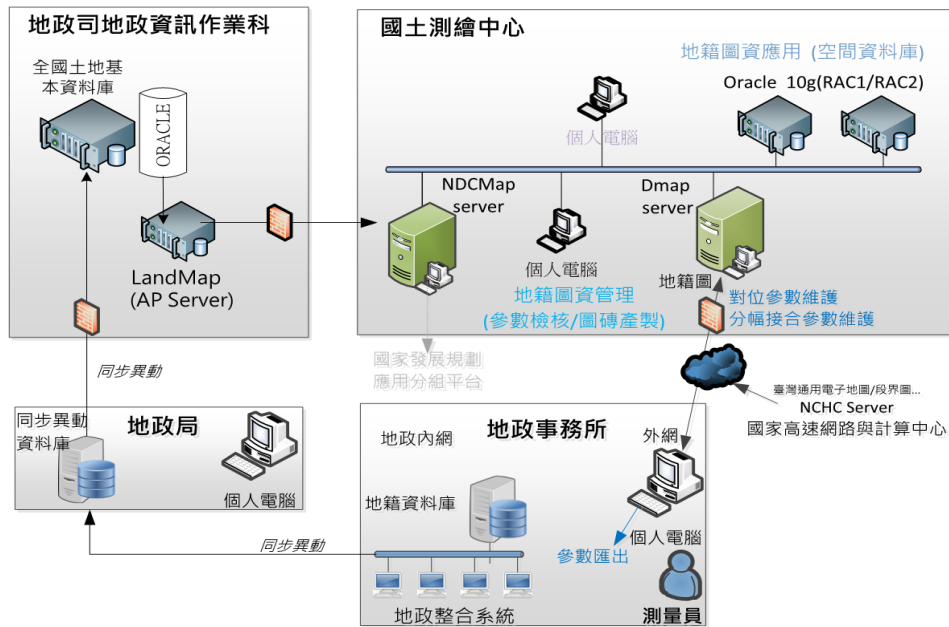 地政司地政資訊作業科
全國土地基
本資料庫
ORACLE
LandMap
(AP Server)
同步異動
國土測繪中心
地籍圖資應用 (空間資料庫)
Oracle 10g(RAC1/RAC2)
個人電腦
NDCMap
server
Dmap
server
個人電腦
地籍圖
地籍圖資管理
(參數檢核/圖磚產製)
對位參數維護
分幅接合參數維護
國家發展規劃
應用分組平台
臺灣通用電子地圖/段界圖...
NCHC Server
國家高速網路與計算中心
同步異動
資料庫
地政局
個人電腦
同步異動
地政事務所
地政內網
外網
地籍資料庫
個人電腦
參數匯出
地政整合系統
測量員